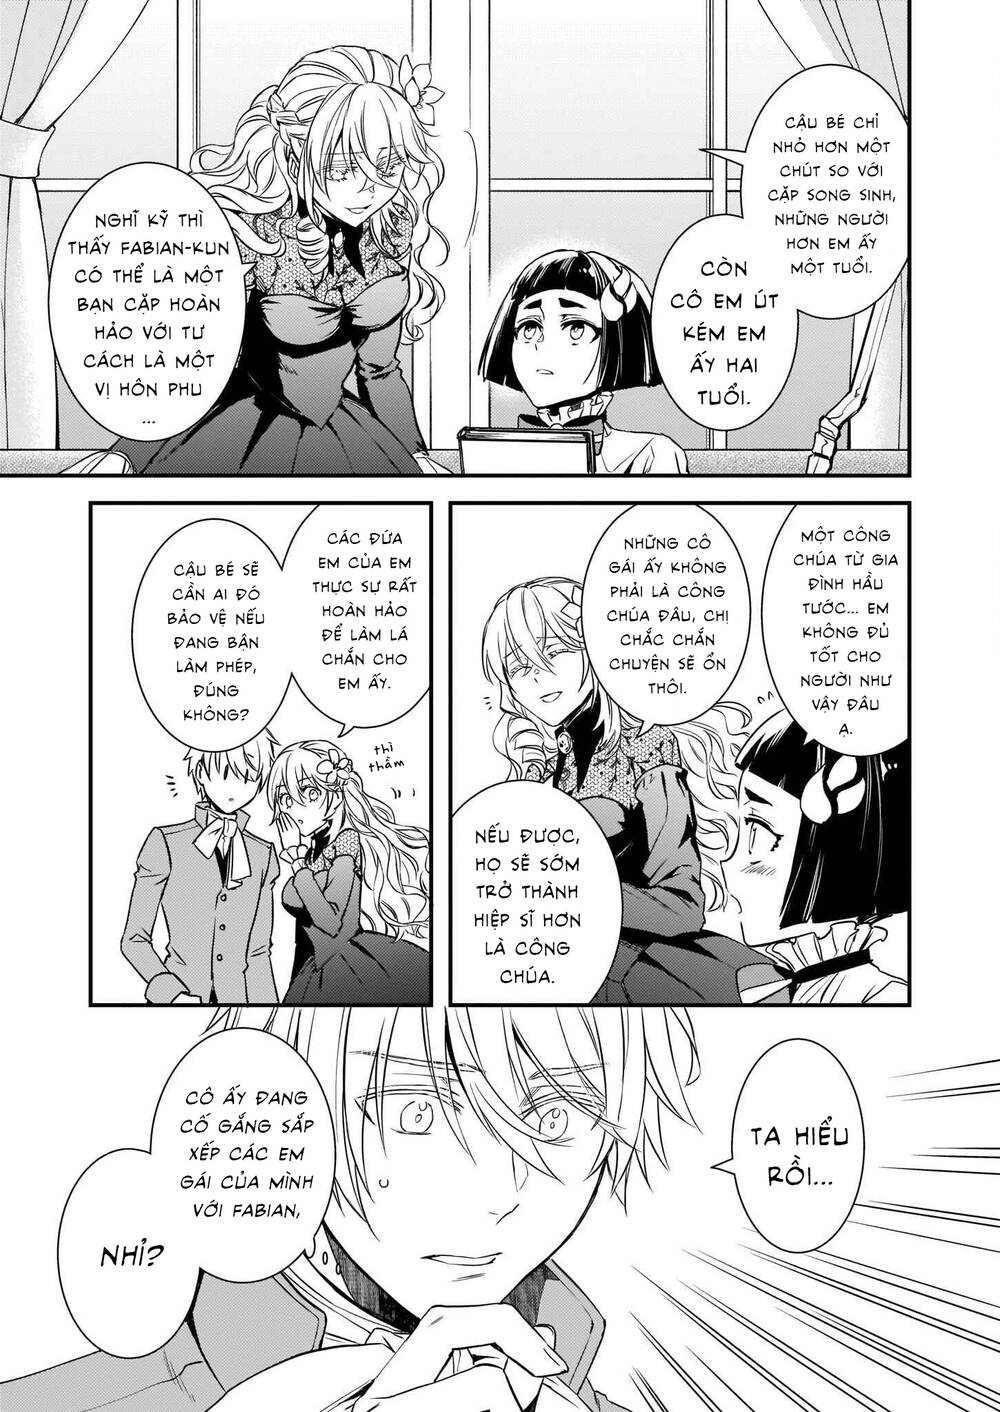 CẬU BÉ CHỈ
NHỎ HƠN MỘT
CHÚT SO VỚI
CẶP SONG SINH,
NHỮNG NGƯỜI
HƠN EM ẤY
MỘT TUỔI.
CÒN
CÔ EM ÚT
KÉM EM
ẤY HAI
TUỔI.
NGHĨ KỸ THÌ
THẤY FABIAN-KUN
CÓ THỂ LÀ MỘT
BẠN CẶP HOÀN
HẢO VỚI TƯ
CÁCH LÀ MỘT
VỊ HÔN PHU
...
MỘT CÔNG
CHÚA TỪ GIA
ĐÌNH HẦU
TƯỚC... EM
KHÔNG ĐỦ
TỐT CHO
NGƯỜI NHƯ
VẬY ĐÂU
Ạ.
NHỮNG CÔ
GÁI ẤY KHÔNG
PHẢI LÀ CÔNG
CHÚA ĐÂU, CHỊ
CHẮC CHẮN
CHUYỆN SẼ ỔN
THÔI.
NẾU ĐƯỢC,
HỌ SẼ SỚM
TRỞ THÀNH
HIỆP SĨ HƠN
LÀ CÔNG
CHÚA.
CÁC ĐỨA
EM CỦA EM
THỰC SỰ RẤT
HOÀN HẢO
ĐỂ LÀM LÁ
CHẮN CHO
EM ẤY.
CẬU BÉ SẼ
CẦN AI ĐÓ
BẢO VỆ NẾU
ĐANG BẬN
LÀM PHÉP,
ĐÚNG
KHÔNG?
thì
thầm
TA HIỂU
RỒI...
CÔ ẤY ĐANG
CỐ GẮNG SẮP
XẾP CÁC EM
GÁI CỦA MÌNH
VỚI FABIAN,
NHỈ?